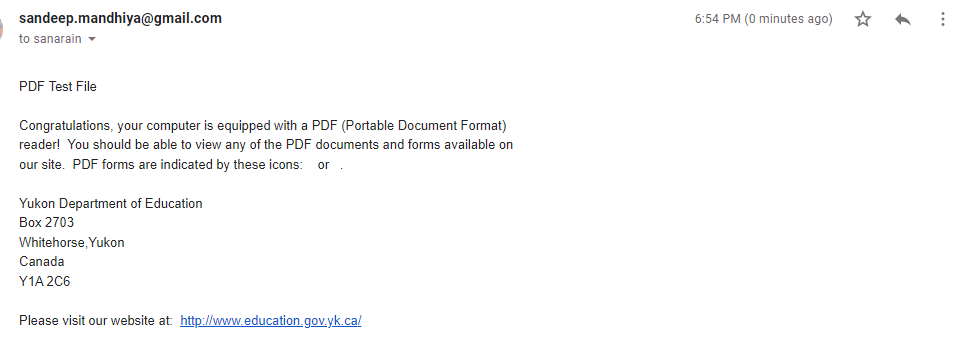 sandeep.mandhiya@gmail.com 6:54 PM (0 minutes ago)
to sanarain
PDF Test File
Congratulations, your computer is equipped with a PDF (Portable Document Format)
reader!  You should be able to view any of the PDF documents and forms available on
our site.  PDF forms are indicated by these icons:    or   .
Yukon Department of Education
Box 2703
Whitehorse,Yukon
Canada
Y1A 2C6
Please visit our website at:  http://www.education.gov.yk.ca/